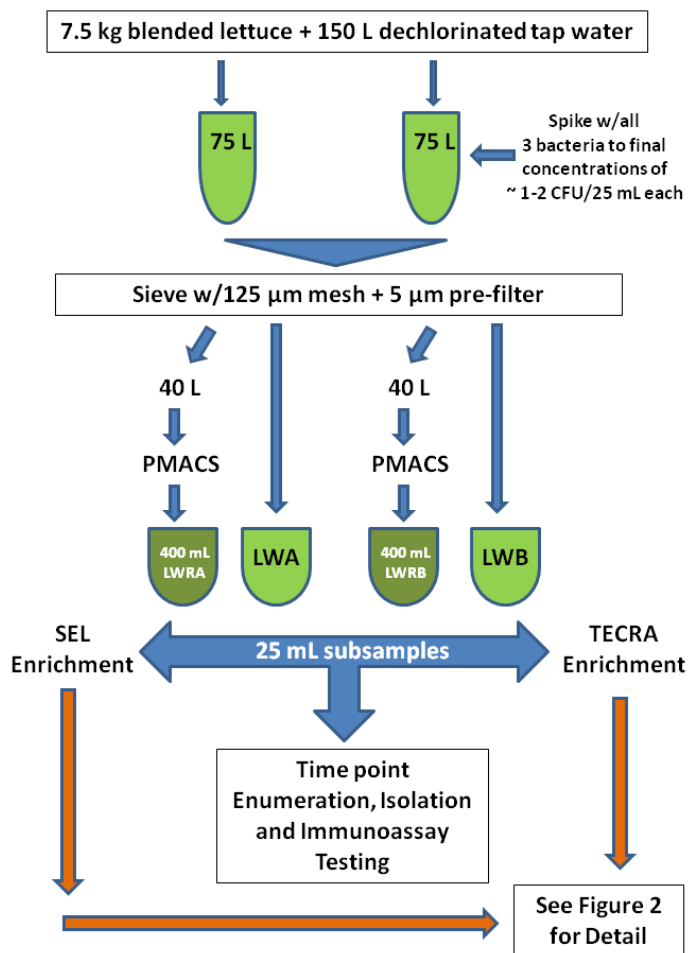 7.5 kg blended lettuce + 150 L dechlorinated tap water
75 L
75 L
Spike w/all
3 bacteria to final
concentrations of
~ 1-2 CFU/25 mL each
Sieve w/125 µm mesh + 5 µm pre-filter
40 L
40 L
PMACS
PMACS
400 mL
LWRA
LWA
400 mL
LWRB
LWB
SEL
Enrichment
25 mL subsamples
TECRA
Enrichment
Time point
Enumeration, Isolation
and Immunoassay
Testing
See Figure 2
for Detail